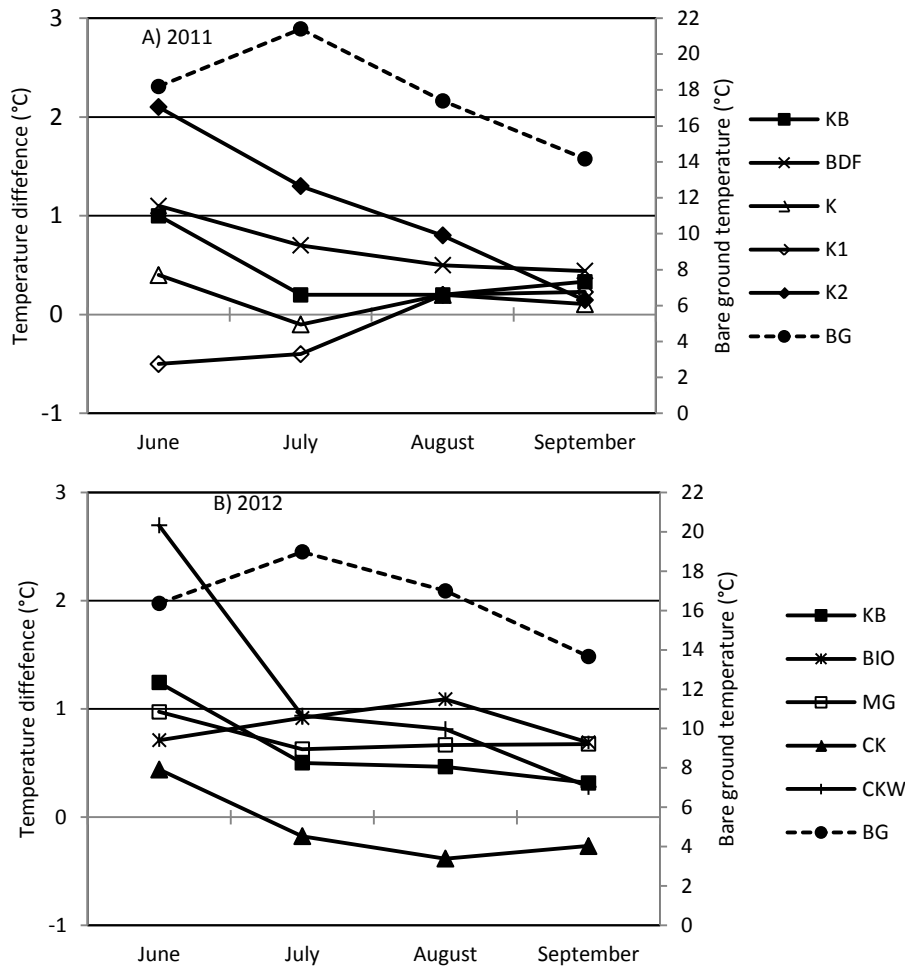 A) 2011
Temperature diffefence (°C)
3
2
1
0
-1
22
20
18
16
14
12
10
8
6
4
2
0
Bare ground temperature (°C)
June July August September
KB
BDF
K
K1
K2
BG
B) 2012
Temperature diffefence (°C)
3
2
1
0
-1
22
20
18
16
14
12
10
8
6
4
2
0
Bare ground temperature (°C)
June July August September
KB
BIO
MG
CK
CKW
BG